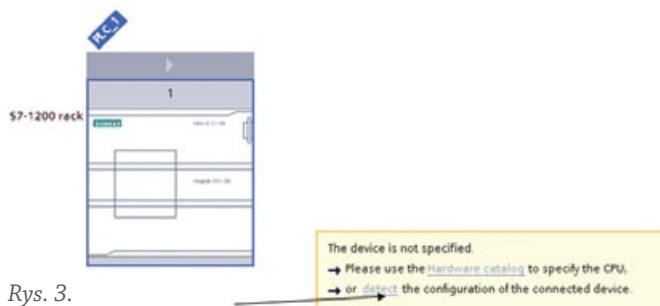 PLC_1
1
S7-1200 rack
SIEMENS
The device is not specified.
→ Please use the Hardware catalog to specify the CPU,
→ or detect the configuration of the connected device.
Rys. 3.